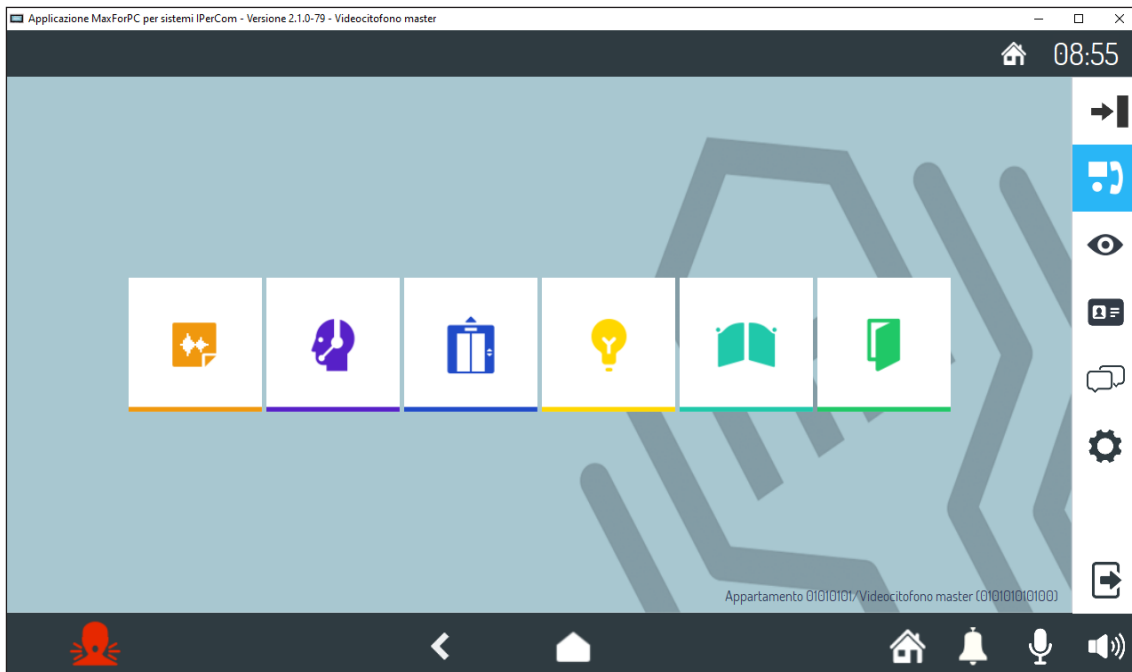 Applicazione MaxForPC per sistemi IPerCom - Versione 2.1.0-79 - Videocitofono master
08:55
Appartamento 01010101/Videocitofono master (010101010100)